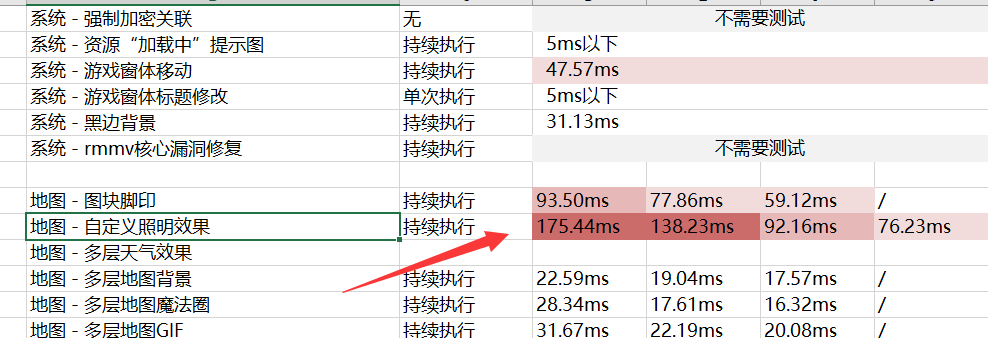 系统 - 强制加密关联 无 不需要测试
系统 - 资源“加载中”提示图 持续执行 5ms以下
系统 - 游戏窗体移动 持续执行 47.57ms
系统 - 游戏窗体标题修改 单次执行 5ms以下
系统 - 黑边背景 持续执行 31.13ms
系统 - rmmv核心漏洞修复 持续执行 不需要测试
地图 - 图块脚印 持续执行 93.50ms 77.86ms 59.12ms /
地图 - 自定义照明效果 持续执行 175.44ms 138.23ms 92.16ms 76.23ms
地图 - 多层天气效果
地图 - 多层地图背景 持续执行 22.59ms 19.04ms 17.57ms /
地图 - 多层地图魔法圈 持续执行 28.34ms 17.61ms 16.32ms /
地图 - 多层地图GIF 持续执行 31.67ms 22.19ms 20.08ms /